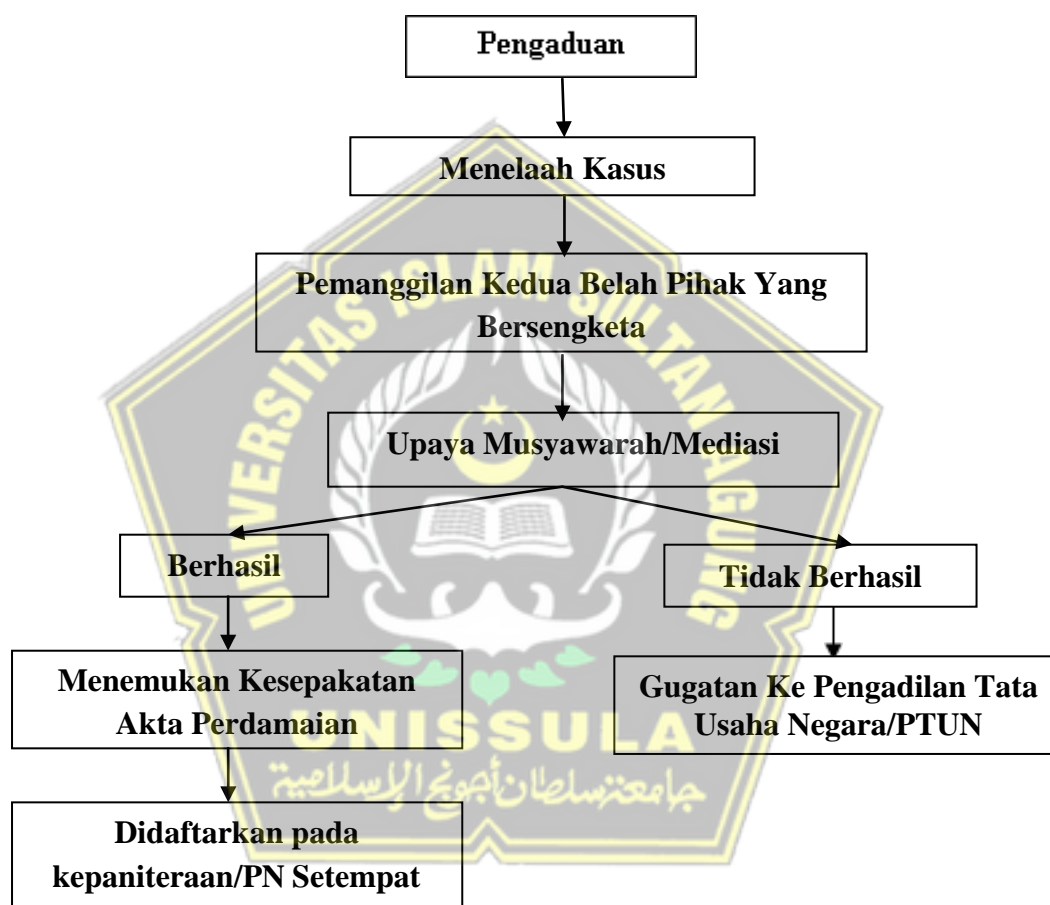 Pengaduan
Menelaah Kasus
Pemanggilan Kedua Belah Pihak Yang
Bersengketa
Upaya Musyawarah/Mediasi
Berhasil
Tidak Berhasil
Menemukan Kesepakatan
Akta Perdamaian
Gugatan Ke Pengadilan Tata
Usaha Negara/PTUN
Didaftarkan pada
kepaniteraan/PN Setempat
UNIVERSITAS ISLAM SULTAN AGUNG
UNISSULA
جامعة سلطان أجونج الإسلامية